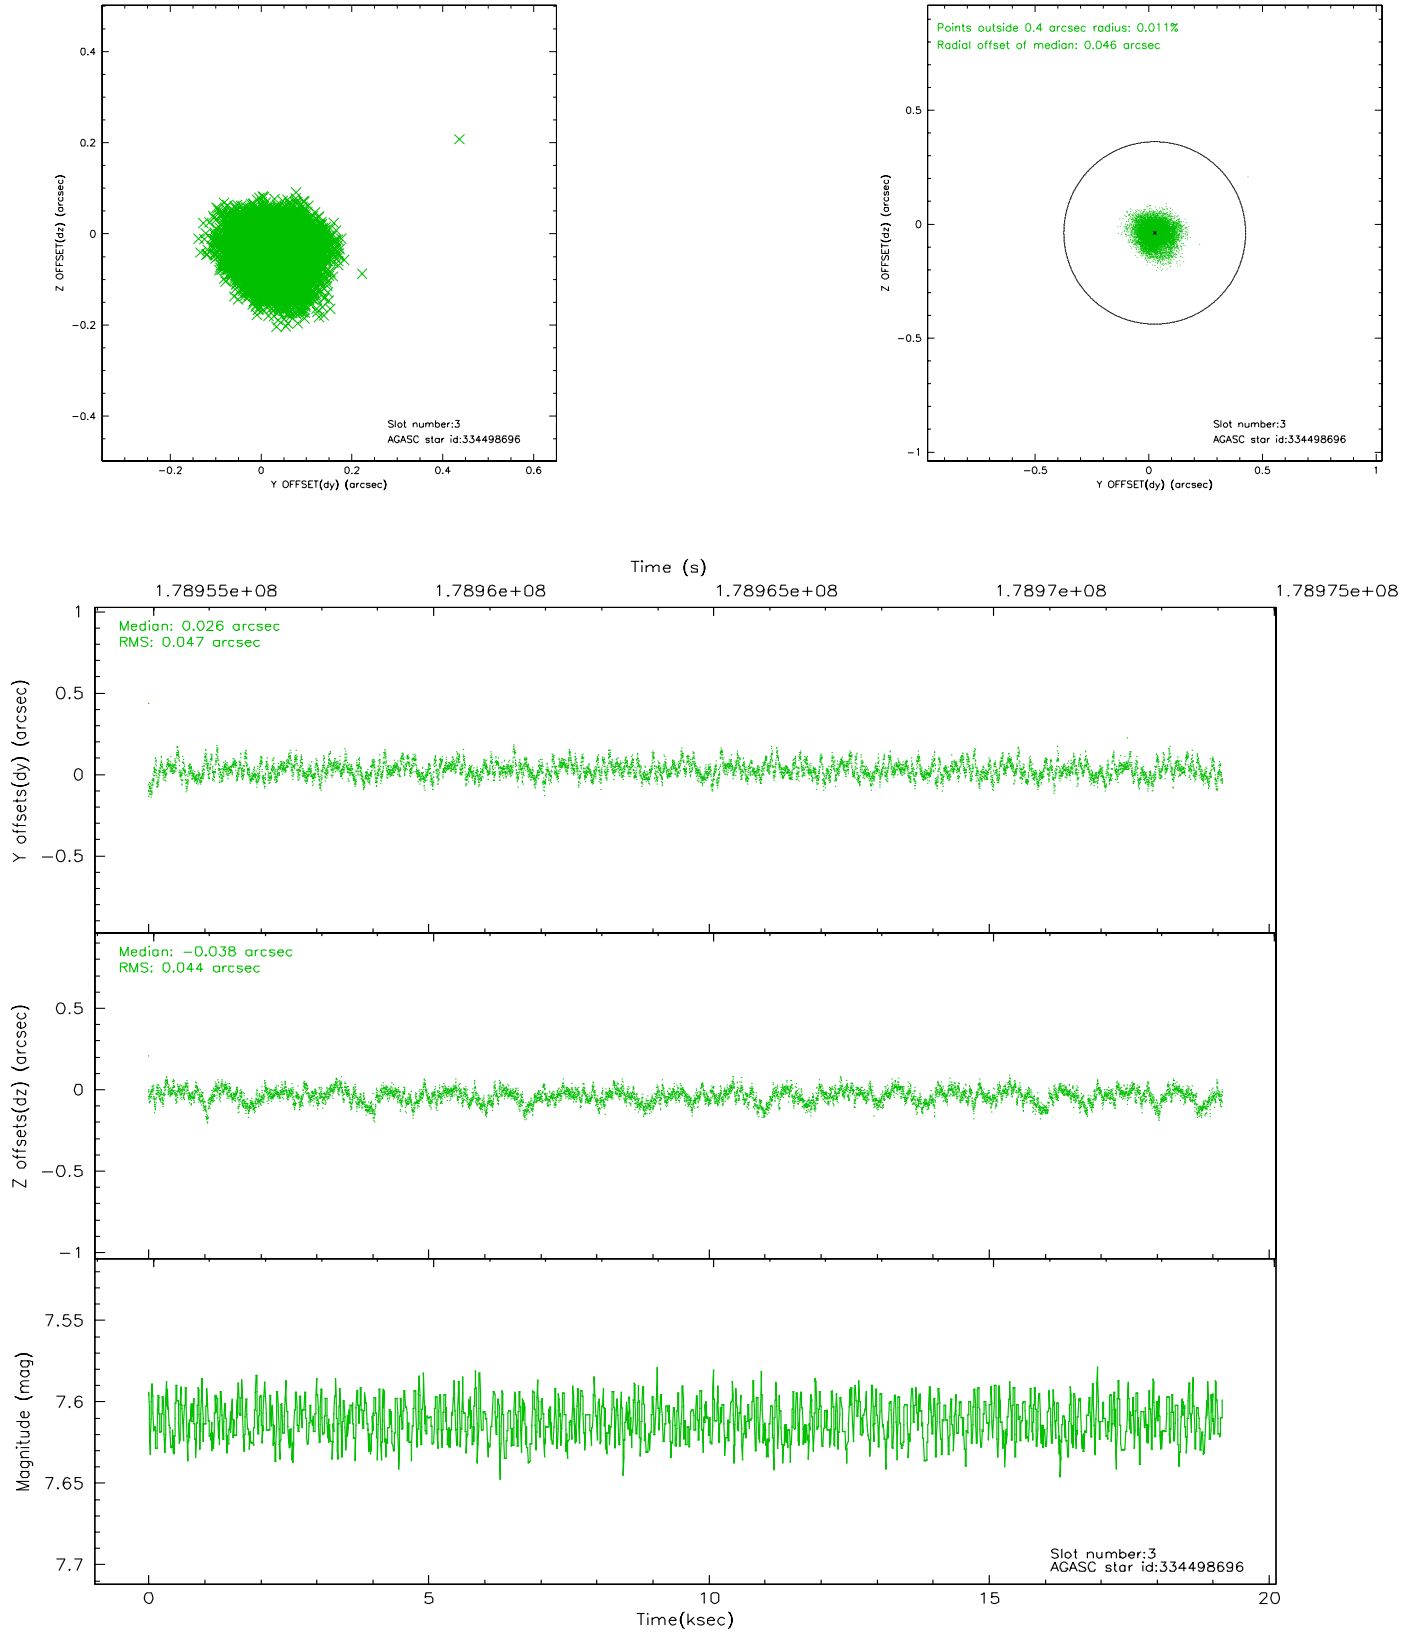 0.4
0.2
0
−0.2
−0.4
Z OFFSET(dz) (arcsec)
Slot number:3
AGASC star id:334498696
−0.2 0 0.2 0.4 0.6
Y OFFSET(dy) (arcsec)
Points outside 0.4 arcsec radius: 0.011%
Radial offset of median: 0.046 arcsec
0.5
0
−0.5
−1
Z OFFSET(dz) (arcsec)
Slot number:3
AGASC star id:334498696
−0.5 0 0.5 1
Y OFFSET(dy) (arcsec)
Time (s)
1.78955e+08 1.7896e+08 1.78965e+08 1.7897e+08 1.78975e+08
Median: 0.026 arcsec
RMS: 0.047 arcsec
1
0.5
0
−0.5
Y offsets(dy) (arcsec)
Median: −0.038 arcsec
RMS: 0.044 arcsec
0.5
0
−0.5
−1
Z offsets(dz) (arcsec)
7.55
7.6
7.65
7.7
Magnitude (mag)
Slot number:3
AGASC star id:334498696
0 5 10 15 20
Time(ksec)